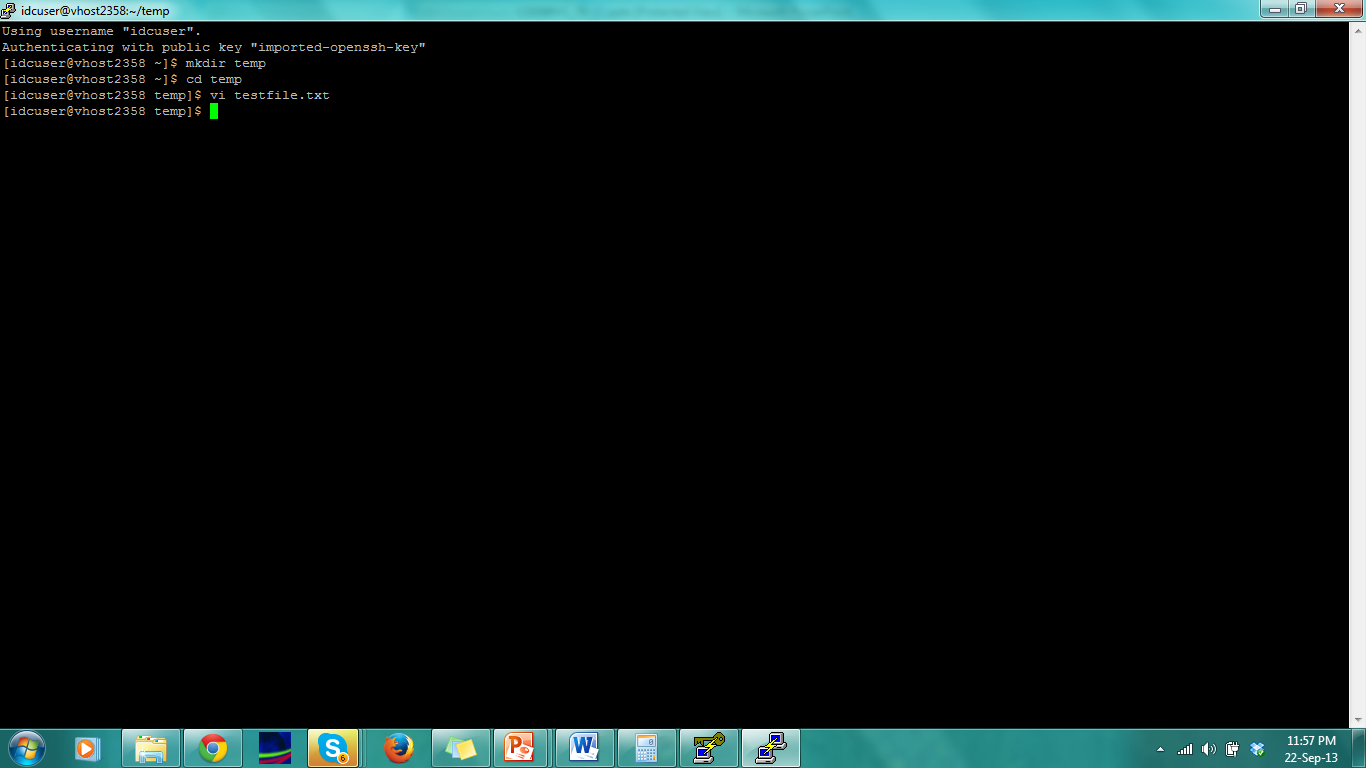 idcuser@vhost2358:~/temp
Using username "idcuser".
Authenticating with public key "imported-openssh-key"
[idcuser@vhost2358 ~]$ mkdir temp
[idcuser@vhost2358 ~]$ cd temp
[idcuser@vhost2358 temp]$ vi testfile.txt
[idcuser@vhost2358 temp]$
6
11:57 PM
22-Sep-13